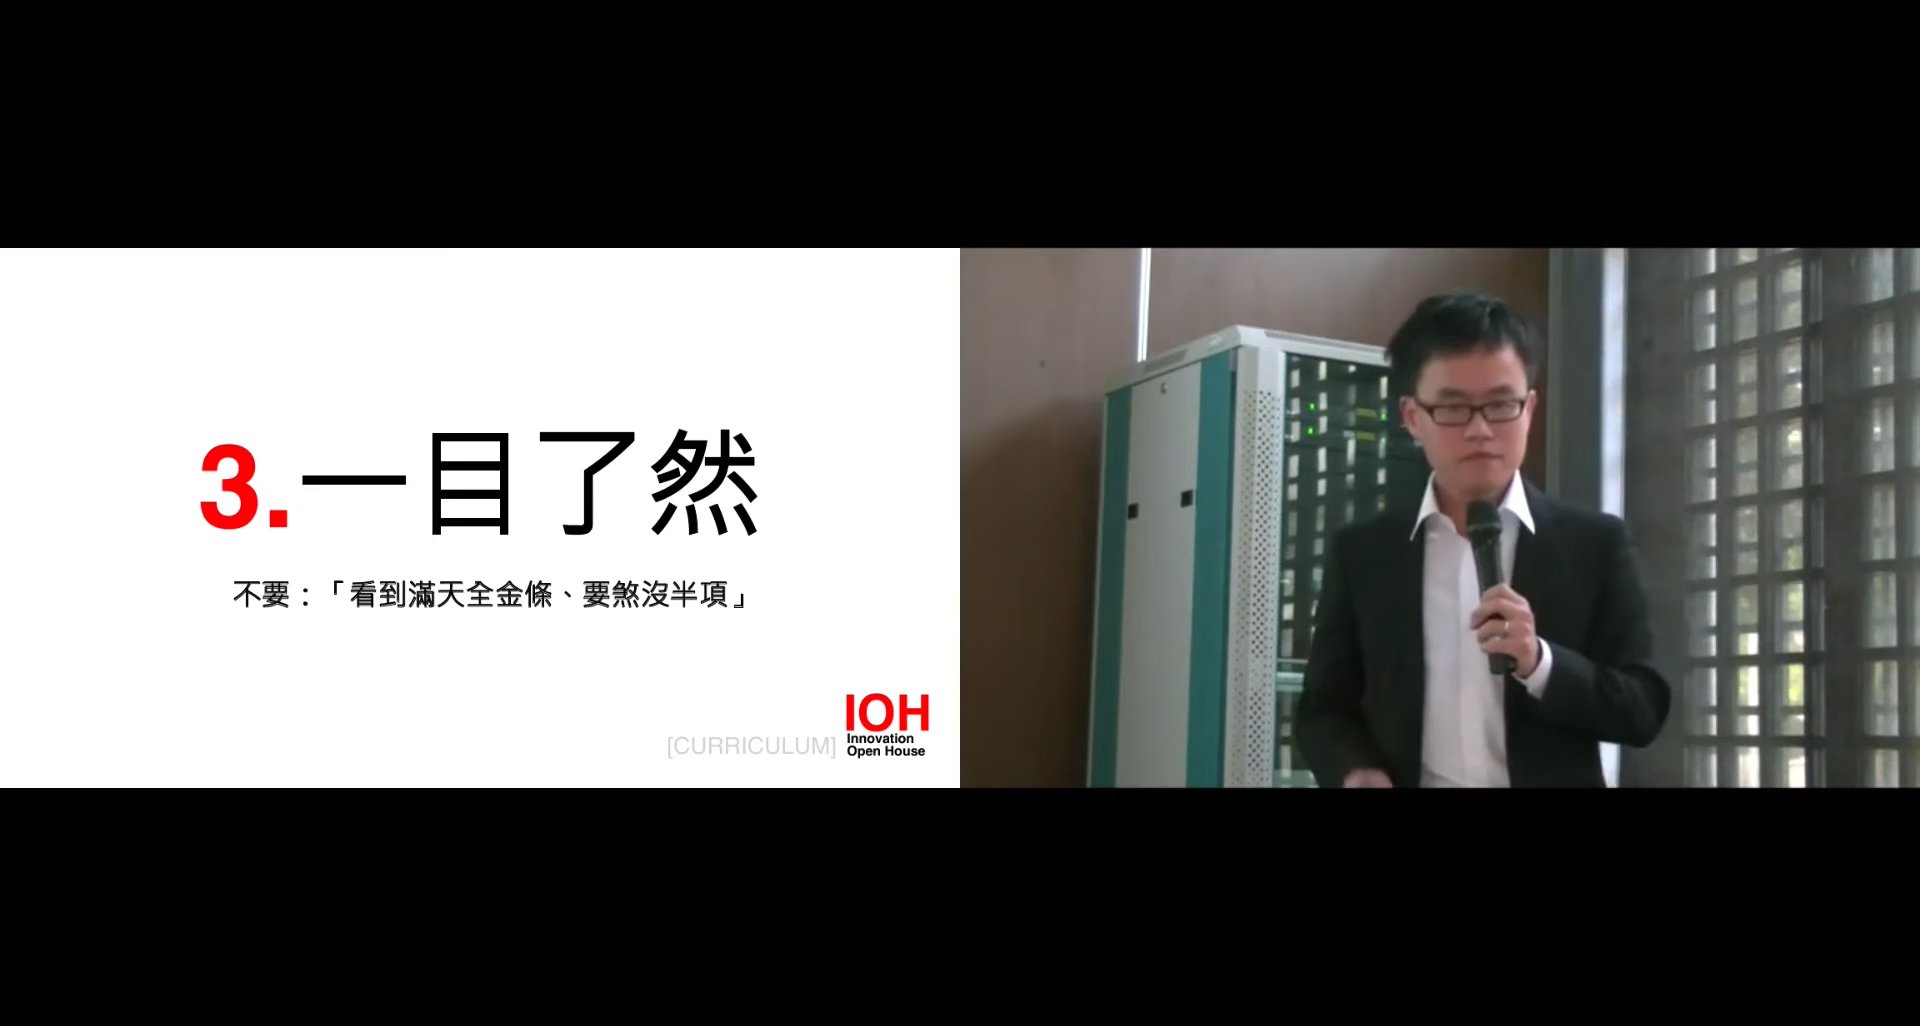 3.一目了然
不要：「看到滿天全金條、要煞沒半項」
[CURRICULUM]
IOH
Innovation
Open House